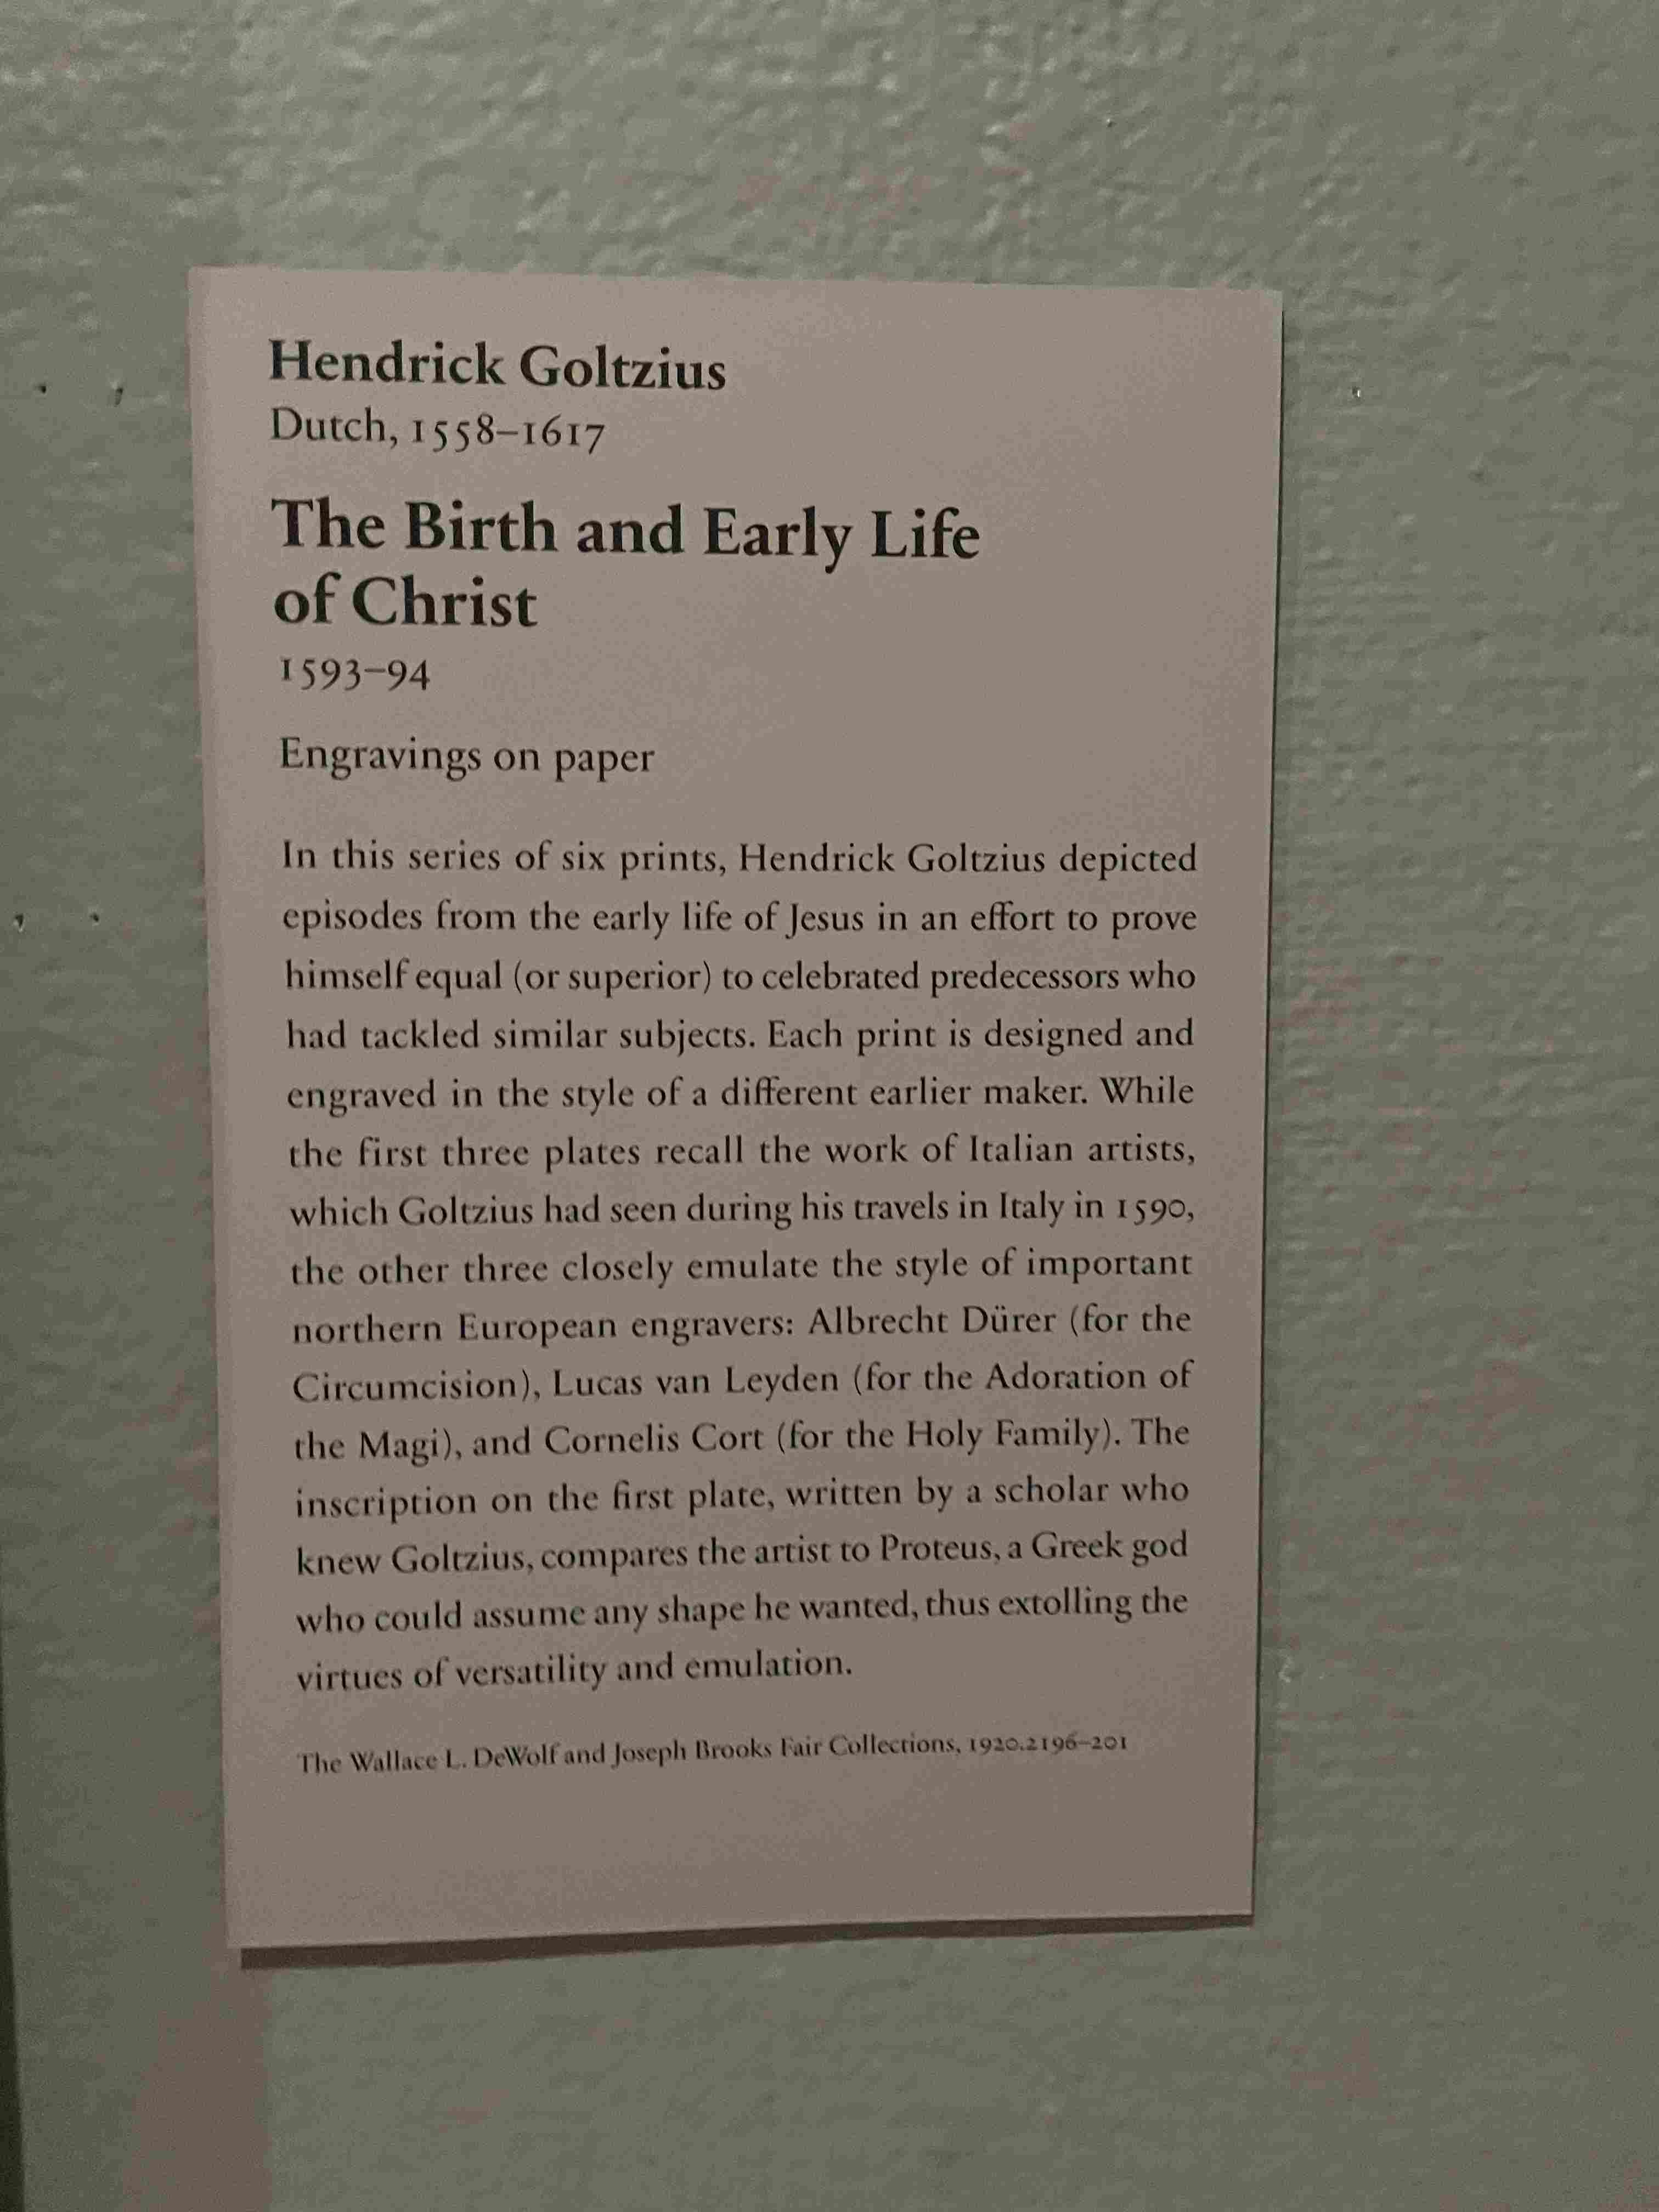 Hendrick Goltzius
Dutch, 1558–1617
The Birth and Early Life
of Christ
1593–94
Engravings on paper
In this series of six prints, Hendrick Goltzius depicted
episodes from the early life of Jesus in an effort to prove
himself equal (or superior) to celebrated predecessors who
had tackled similar subjects. Each print is designed and
engraved in the style of a different earlier maker. While
the first three plates recall the work of Italian artists,
which Goltzius had seen during his travels in Italy in 1590,
the other three closely emulate the style of important
northern European engravers: Albrecht Dürer (for the
Circumcision), Lucas van Leyden (for the Adoration of
the Magi), and Cornelis Cort (for the Holy Family). The
inscription on the first plate, written by a scholar who
knew Goltzius, compares the artist to Proteus, a Greek god
who could assume any shape he wanted, thus extolling the
virtues of versatility and emulation.
The Wallace L. DeWolf and Joseph Brooks Fair Collections, 1920.2196–201